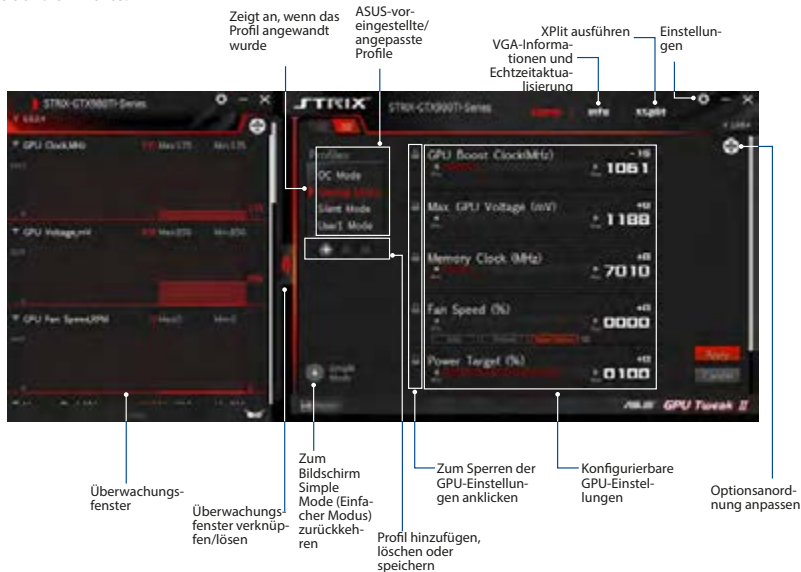 Zeigt an, wenn das
Profil angewandt
wurde
ASUS-vor-
eingestellte/
angepasste
Profile
XPlit ausführen
VGA-Informa-
tionen und
Echtzeitaktua-
lisierung
Einstellun-
gen
STRIX-GTX980TI-Series
GPU Clock,MHz
GPU Voltage,mV
GPU Fan Speed,RPM
STRIX
STRIX-GTX980TI-Series
Info
Profiles
OC Mode
Silent Mode
User1 Mode
Simple
Mode
GPU Boost Clock(MHz)
1061
Max. GPU Voltage (mV)
1188
Memory Clock (MHz)
7010
Fan Speed (%)
0000
Power Target (%)
0100
Apply
ASUS GPU Tweak II
Überwachungs-
fenster
Überwachungs-
fenster verknüp-
fen/lösen
Zum
Bildschirm
Simple
Mode (Einfa-
cher Modus)
zurückkeh-
ren
Profil hinzufügen,
löschen oder
speichern
Zum Sperren der
GPU-Einstellun-
gen anklicken
Konfigurierbare
GPU-Einstel-
lungen
Optionsanord-
nung anpassen